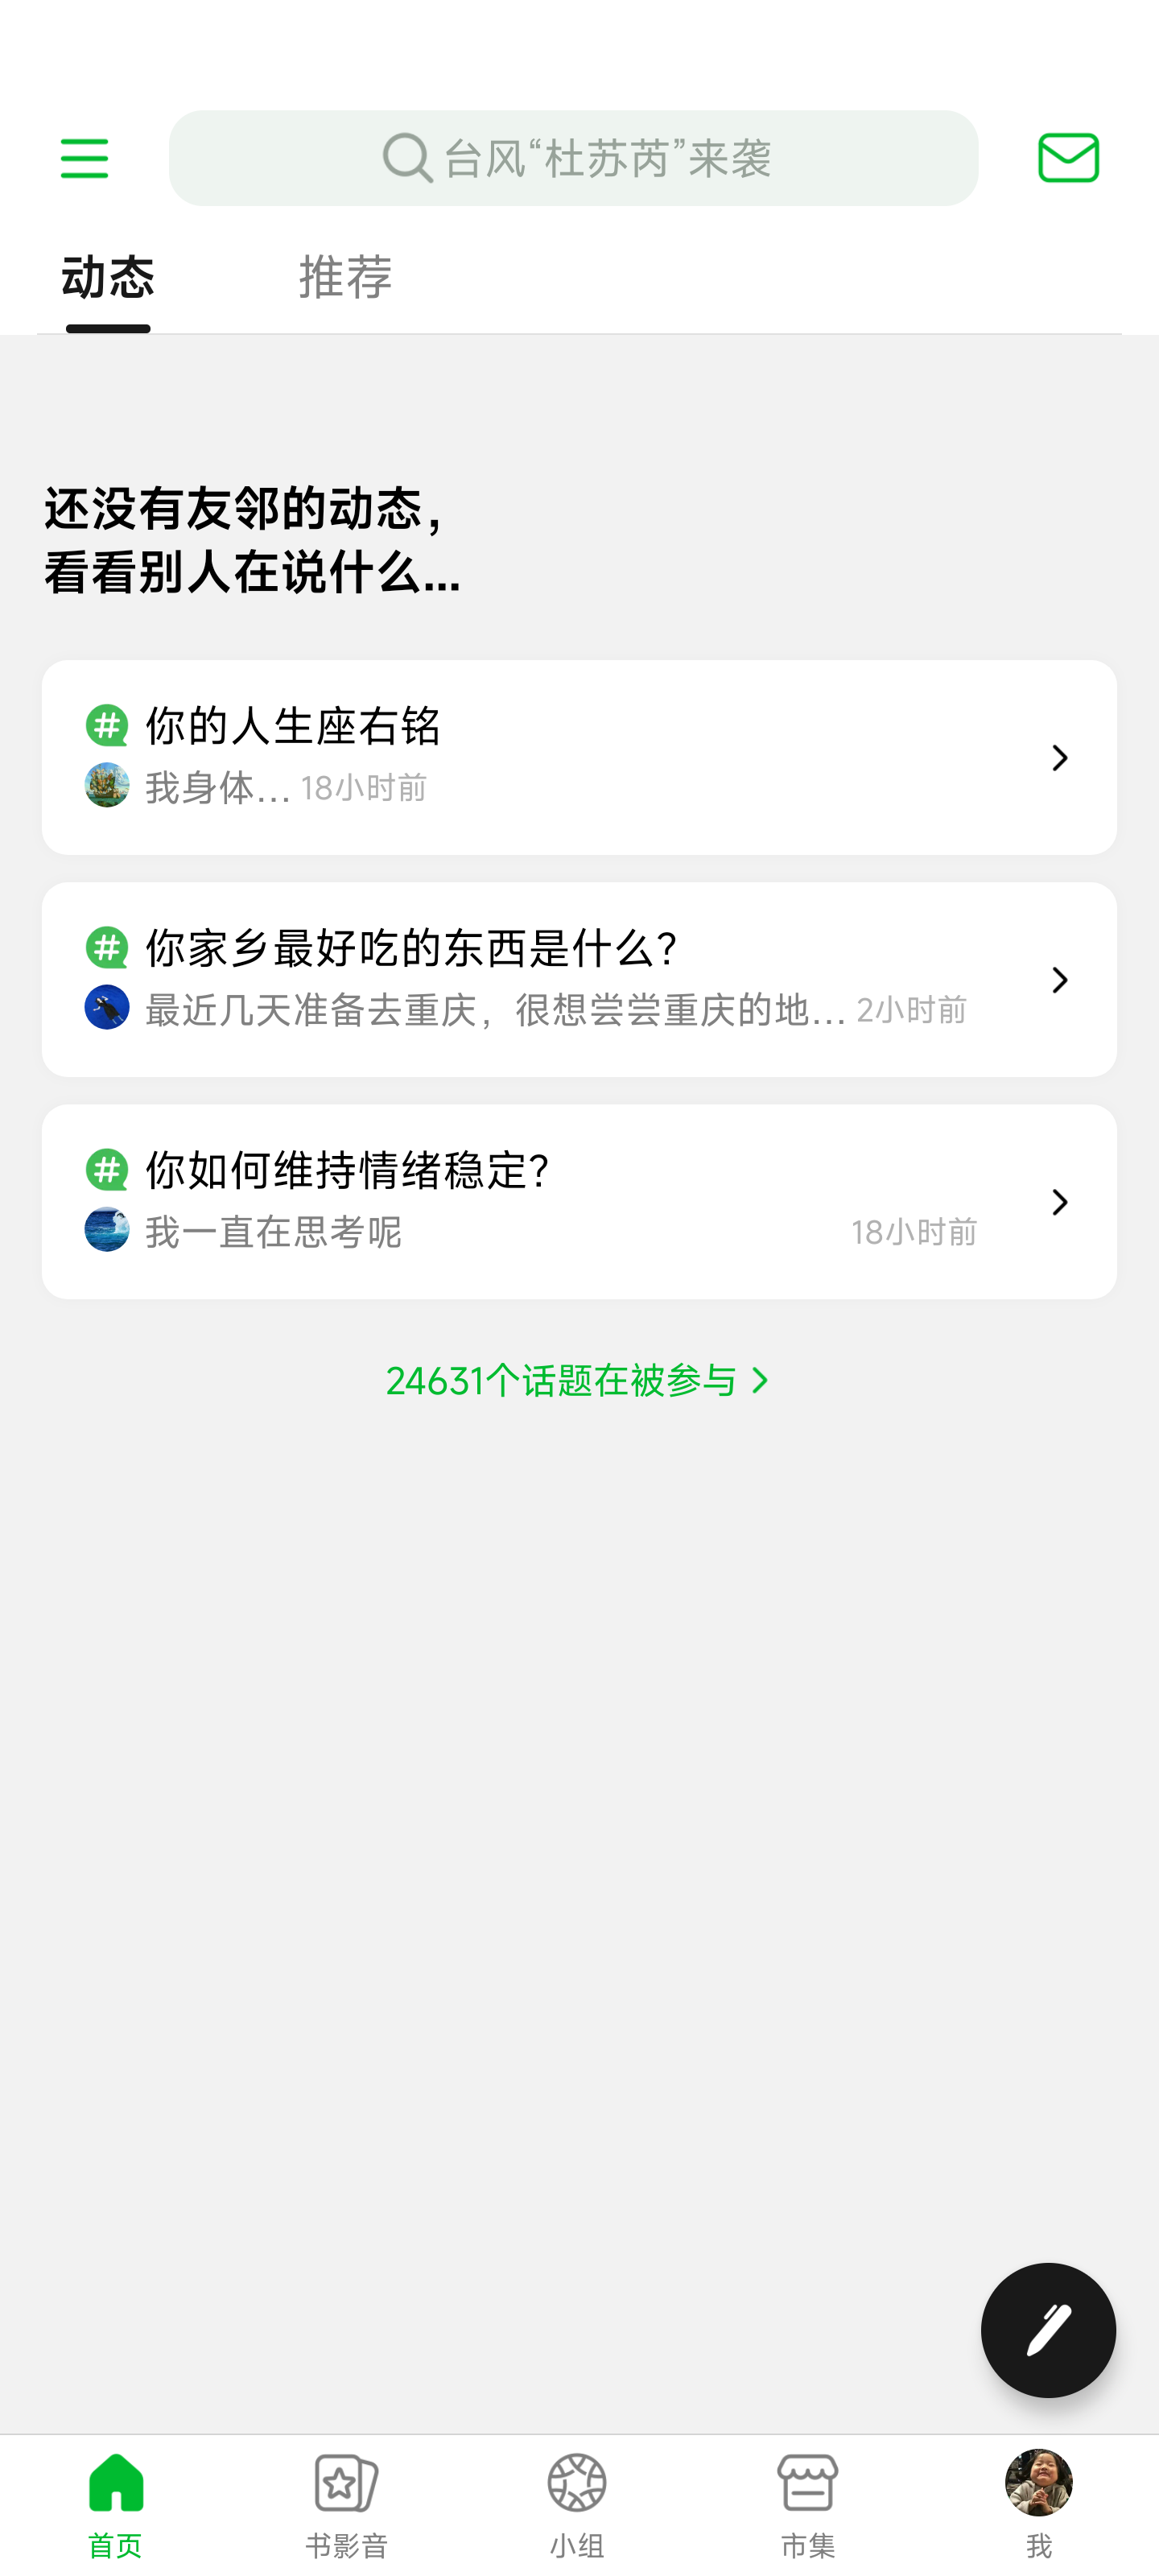 台风“杜苏芮”来袭
动态 推荐
还没有友邻的动态，
看看别人在说什么...
你的人生座右铭
我身体... 18小时前
你家乡最好吃的东西是什么？
最近几天准备去重庆，很想尝尝重庆的地... 2小时前
你如何维持情绪稳定？
我一直在思考呢 18小时前
24631个话题在被参与
首页 书影音 小组 市集 我